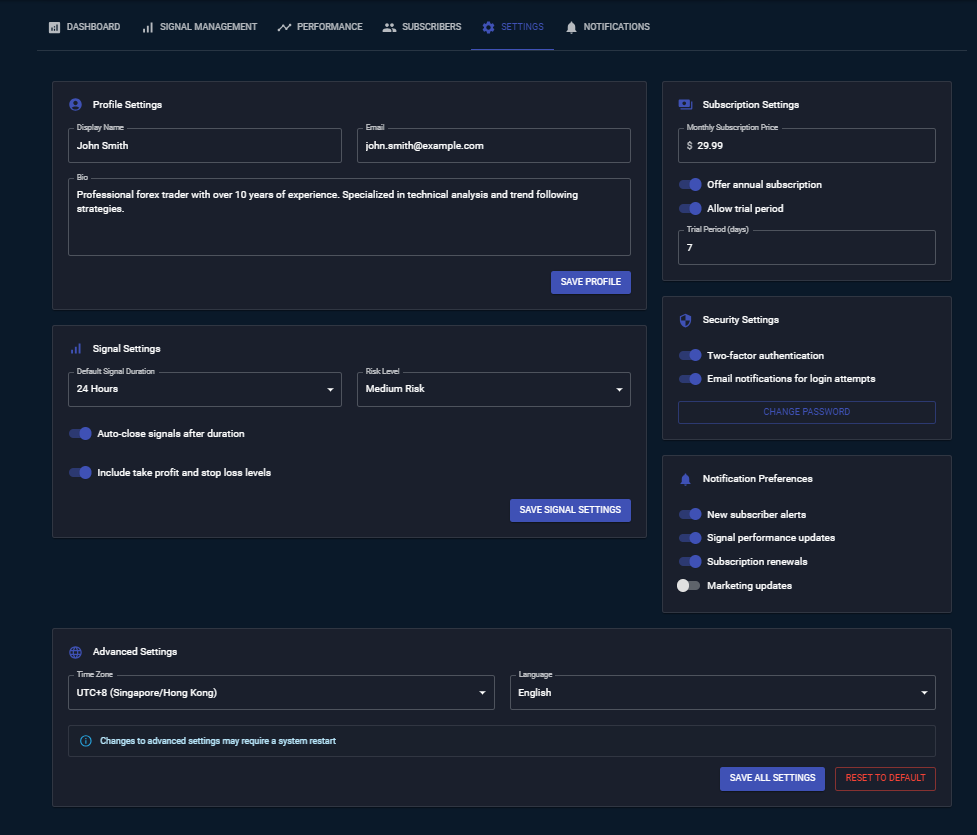 DASHBOARD
SIGNAL MANAGEMENT
PERFORMANCE
SUBSCRIBERS
SETTINGS
NOTIFICATIONS
Profile Settings
Display Name
John Smith
Email
john.smith@example.com
Bio
Professional forex trader with over 10 years of experience. Specialized in technical analysis and trend following
strategies.
SAVE PROFILE
Signal Settings
Default Signal Duration
24 Hours
Risk Level
Medium Risk
Auto-close signals after duration
Include take profit and stop loss levels
SAVE SIGNAL SETTINGS
Subscription Settings
Monthly Subscription Price
$ 29.99
Offer annual subscription
Allow trial period
Trial Period (days)
7
Security Settings
Two-factor authentication
Email notifications for login attempts
CHANGE PASSWORD
Notification Preferences
New subscriber alerts
Signal performance updates
Subscription renewals
Marketing updates
Advanced Settings
Time Zone
UTC+8 (Singapore/Hong Kong)
Language
English
Changes to advanced settings may require a system restart
SAVE ALL SETTINGS
RESET TO DEFAULT